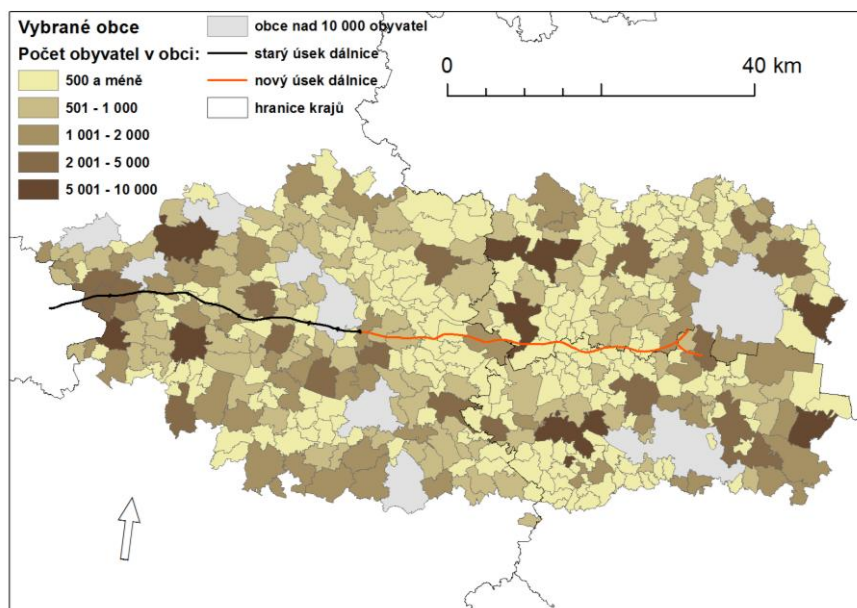 Vybrané obce
Počet obyvatel v obci:
500 a méně
501 - 1 000
1 001 - 2 000
2 001 - 5 000
5 001 - 10 000
obce nad 10 000 obyvatel
starý úsek dálnice
nový úsek dálnice
hranice krajů
0 40 km